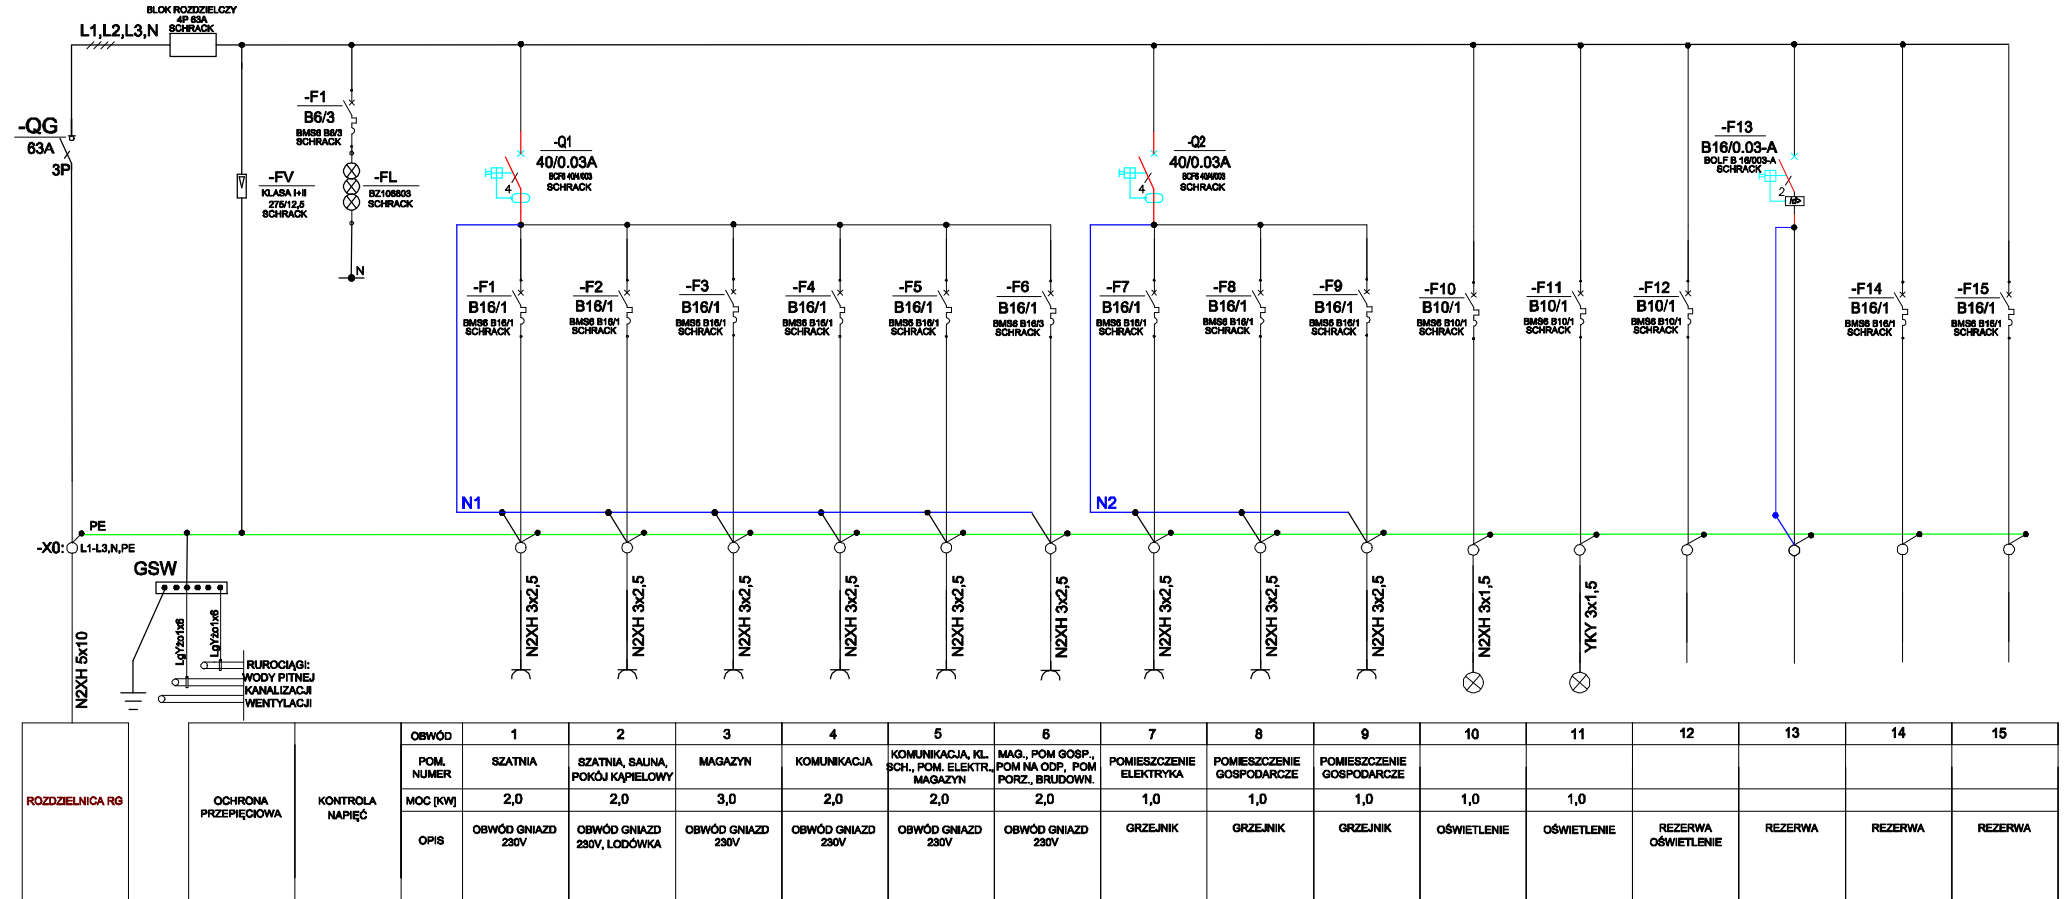 BLOK ROZDZIELCZY
4P 63A
SCHRACK
L1,L2,L3,N
-QG
63A
3P
-FV
KLASA I+II
275/12,5
SCHRACK
-F1
B6/3
BMS6 B6/3
SCHRACK
-FL
BZ106803
SCHRACK
N
-Q1
40/0.03A
BCF6 40/4/003
SCHRACK
4
-Q2
40/0.03A
BCF6 40/4/003
SCHRACK
4
-F13
B16/0.03-A
BOLF B 16/003-A
SCHRACK
2
-F1
B16/1
BMS6 B16/1
SCHRACK
-F2
B16/1
BMS6 B16/1
SCHRACK
-F3
B16/1
BMS6 B16/1
SCHRACK
-F4
B16/1
BMS6 B16/1
SCHRACK
-F5
B16/1
BMS6 B16/1
SCHRACK
-F6
B16/1
BMS6 B16/3
SCHRACK
-F7
B16/1
BMS6 B16/1
SCHRACK
-F8
B16/1
BMS6 B16/1
SCHRACK
-F9
B16/1
BMS6 B16/1
SCHRACK
-F10
B10/1
BMS6 B10/1
SCHRACK
-F11
B10/1
BMS6 B10/1
SCHRACK
-F12
B10/1
BMS6 B10/1
SCHRACK
-F14
B16/1
BMS6 B16/1
SCHRACK
-F15
B16/1
BMS6 B16/1
SCHRACK
N1
N2
PE
-X0:
L1-L3,N,PE
GSW
LgYżo1x6
LgYżo1x6
RUROCIĄGI:
WODY PITNEJ
KANALIZACJI
WENTYLACJI
N2XH 5x10
N2XH 3x2,5
N2XH 3x2,5
N2XH 3x2,5
N2XH 3x2,5
N2XH 3x2,5
N2XH 3x2,5
N2XH 3x2,5
N2XH 3x2,5
N2XH 3x2,5
N2XH 3x1,5
YKY 3x1,5
ROZDZIELNICA RG
OCHRONA
PRZEPIĘCIOWA
KONTROLA
NAPIĘĆ
OBWÓD 1 2 3 4 5 6 7 8 9 10 11 12 13 14 15
POM.
NUMER
SZATNIA
SZATNIA, SAUNA,
POKÓJ KĄPIELOWY
MAGAZYN
KOMUNIKACJA
KOMUNIKACJA, KL.
SCH., POM. ELEKTR.,
MAGAZYN
MAG., POM GOSP.,
POM NA ODP, POM
PORZ., BRUDOWN.
POMIESZCZENIE
ELEKTRYKA
POMIESZCZENIE
GOSPODARCZE
POMIESZCZENIE
GOSPODARCZE
MOC [KW] 2,0 2,0 3,0 2,0 2,0 2,0 1,0 1,0 1,0 1,0 1,0
OPIS
OBWÓD GNIAZD
230V
OBWÓD GNIAZD
230V, LODÓWKA
OBWÓD GNIAZD
230V
OBWÓD GNIAZD
230V
OBWÓD GNIAZD
230V
OBWÓD GNIAZD
230V
GRZEJNIK
GRZEJNIK
GRZEJNIK
OŚWIETLENIE
OŚWIETLENIE
REZERWA
OŚWIETLENIE
REZERWA
REZERWA
REZERWA